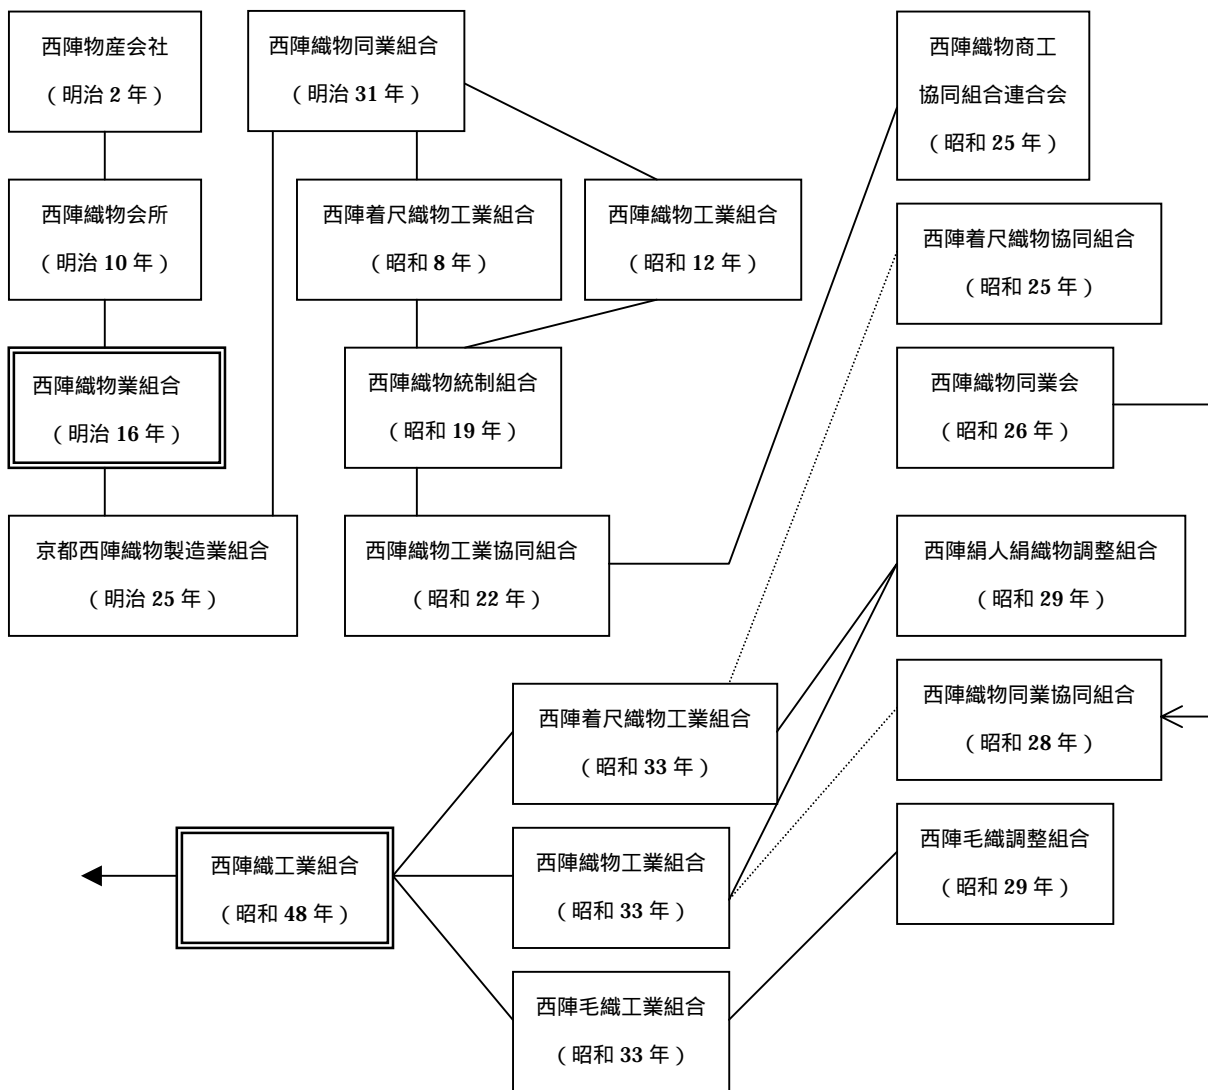 西陣物産会社
（明治 2 年）
西陣織物会所
（明治 10 年）
西陣織物業組合
（明治 16 年）
京都西陣織物製造業組合
（明治 25 年）
西陣織物同業組合
（明治 31 年）
西陣着尺織物工業組合
（昭和 8 年）
西陣織物工業組合
（昭和 12 年）
西陣織物統制組合
（昭和 19 年）
西陣織物工業協同組合
（昭和 22 年）
西陣織物商工
協同組合連合会
（昭和 25 年）
西陣着尺織物協同組合
（昭和 25 年）
西陣織物同業会
（昭和 26 年）
西陣絹人絹織物調整組合
（昭和 29 年）
西陣織物同業協同組合
（昭和 28 年）
西陣毛織調整組合
（昭和 29 年）
西陣着尺織物工業組合
（昭和 33 年）
西陣織物工業組合
（昭和 33 年）
西陣毛織工業組合
（昭和 33 年）
西陣織工業組合
（昭和 48 年）